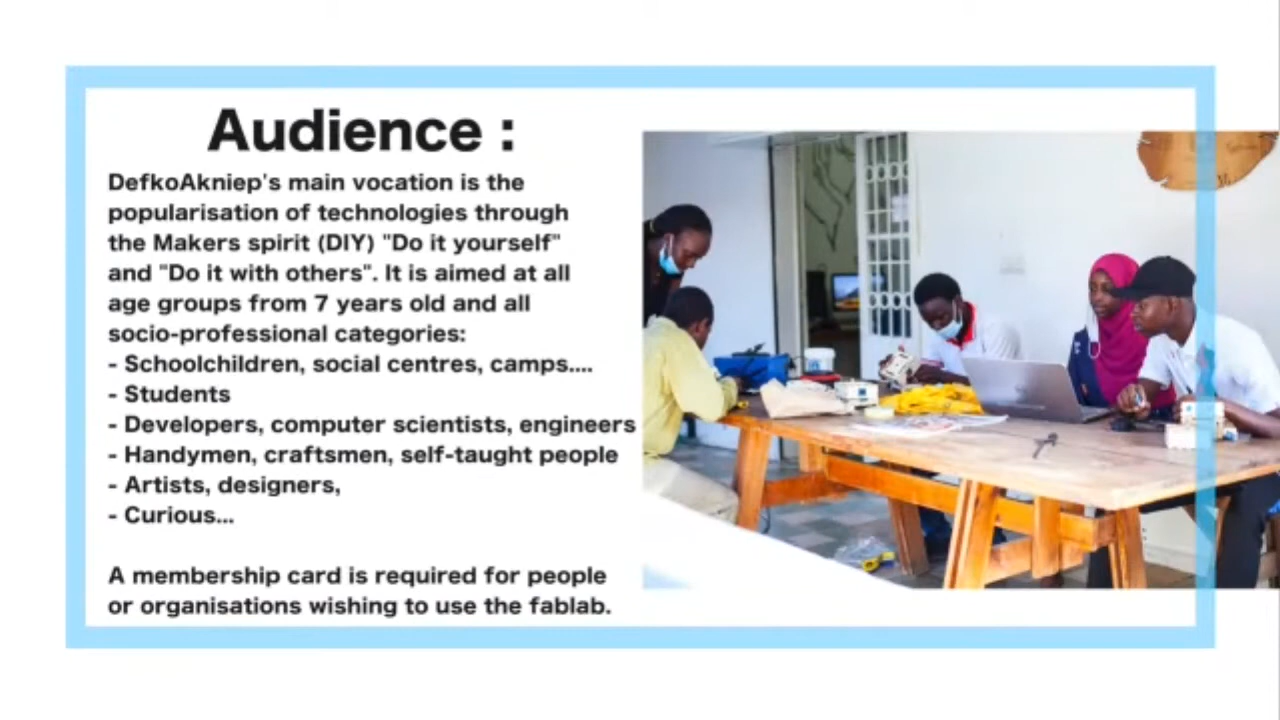 Audience :
DefkoAkniep's main vocation is the
popularisation of technologies through
the Makers spirit (DIY) "Do it yourself"
and "Do it with others". It is aimed at all
age groups from 7 years old and all
socio-professional categories:
- Schoolchildren, social centres, camps....
- Students
- Developers, computer scientists, engineers
- Handymen, craftsmen, self-taught people
- Artists, designers,
- Curious...
A membership card is required for people
or organisations wishing to use the fablab.